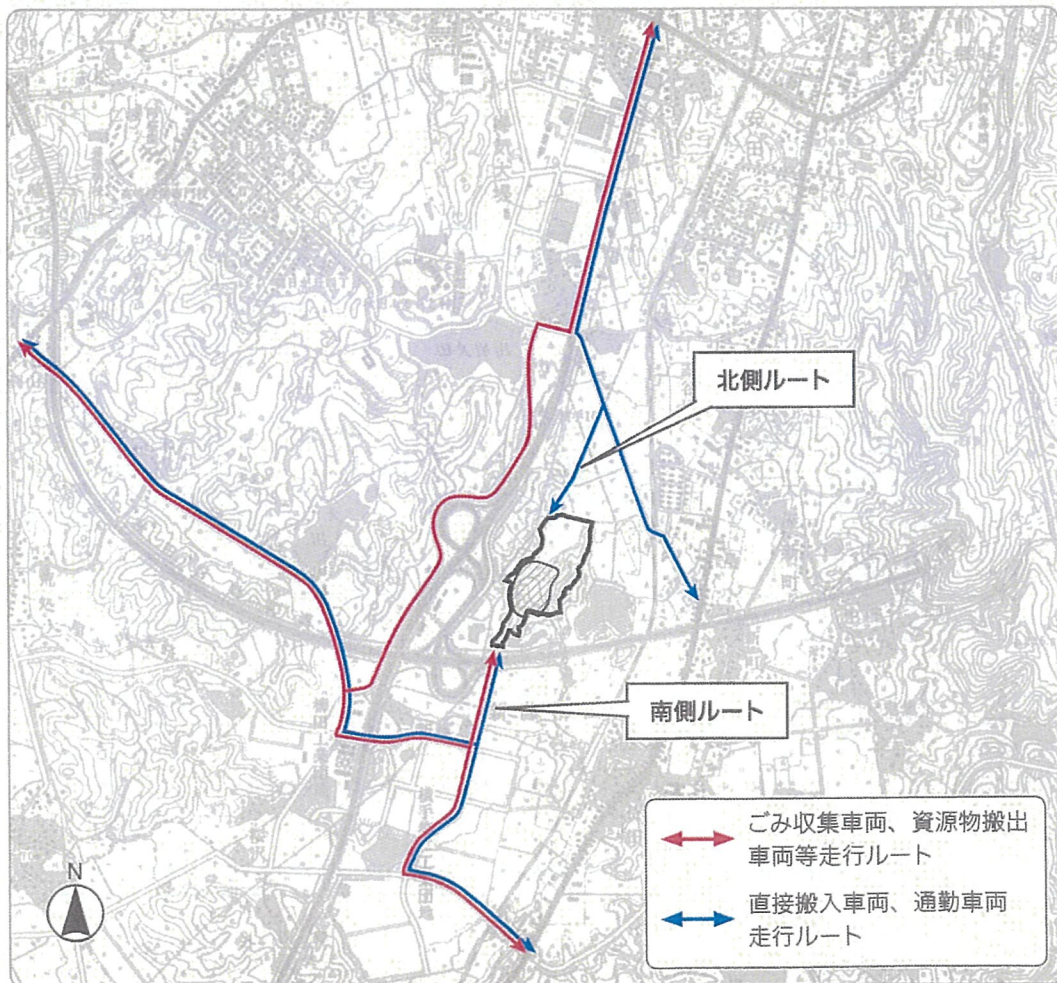 北側ルート
南側ルート
N
ごみ収集車両、資源物搬出
車両等走行ルート
直接搬入車両、通勤車両
走行ルート